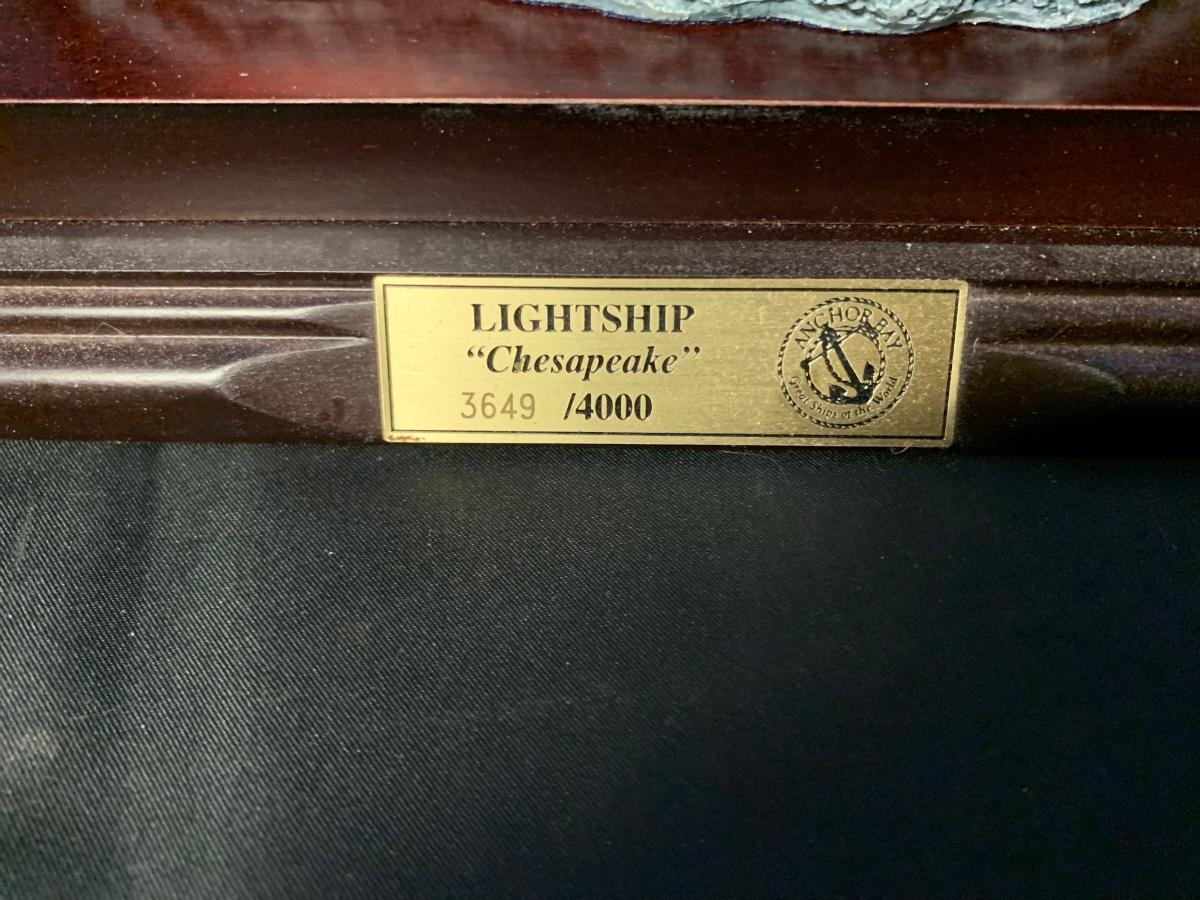 LIGHTSHIP
“Chesapeake”
3649 /4000
ANCHOR BAY
Great Ships of the World